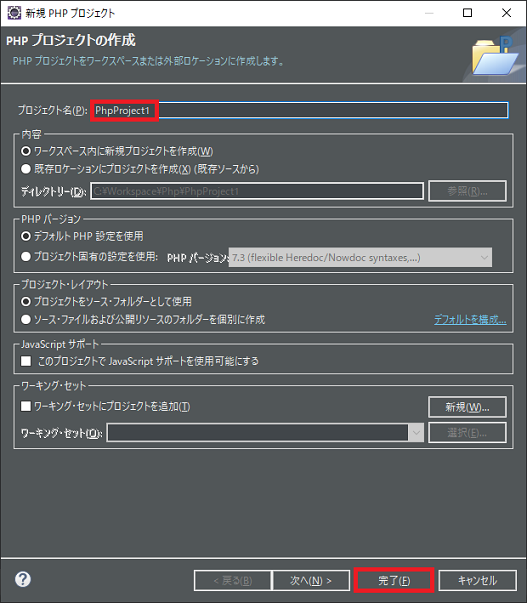 新規 PHP プロジェクト
PHP プロジェクトの作成
PHP プロジェクトをワークスペースまたは外部ロケーションに作成します。
プロジェクト名(P): PhpProject1
内容
ワークスペース内に新規プロジェクトを作成(W)
既存ロケーションにプロジェクトを作成(X) (既存ソースから)
ディレクトリー(D): C:¥Workspace¥Php¥PhpProject1 参照(R)...
PHP バージョン
デフォルト PHP 設定を使用
プロジェクト固有の設定を使用: PHP バージョン: 7.3 (flexible Heredoc/Nowdoc syntaxes,...)
プロジェクト・レイアウト
プロジェクトをソース・フォルダーとして使用
ソース・ファイルおよび公開リソースのフォルダーを個別に作成 デフォルトを構成...
JavaScript サポート
このプロジェクトで JavaScript サポートを使用可能にする
ワーキング・セット
ワーキング・セットにプロジェクトを追加(T) 新規(W)...
ワーキング・セット(O): 選択(E)...
? < 戻る(B) 次へ(N) > 完了(F) キャンセル